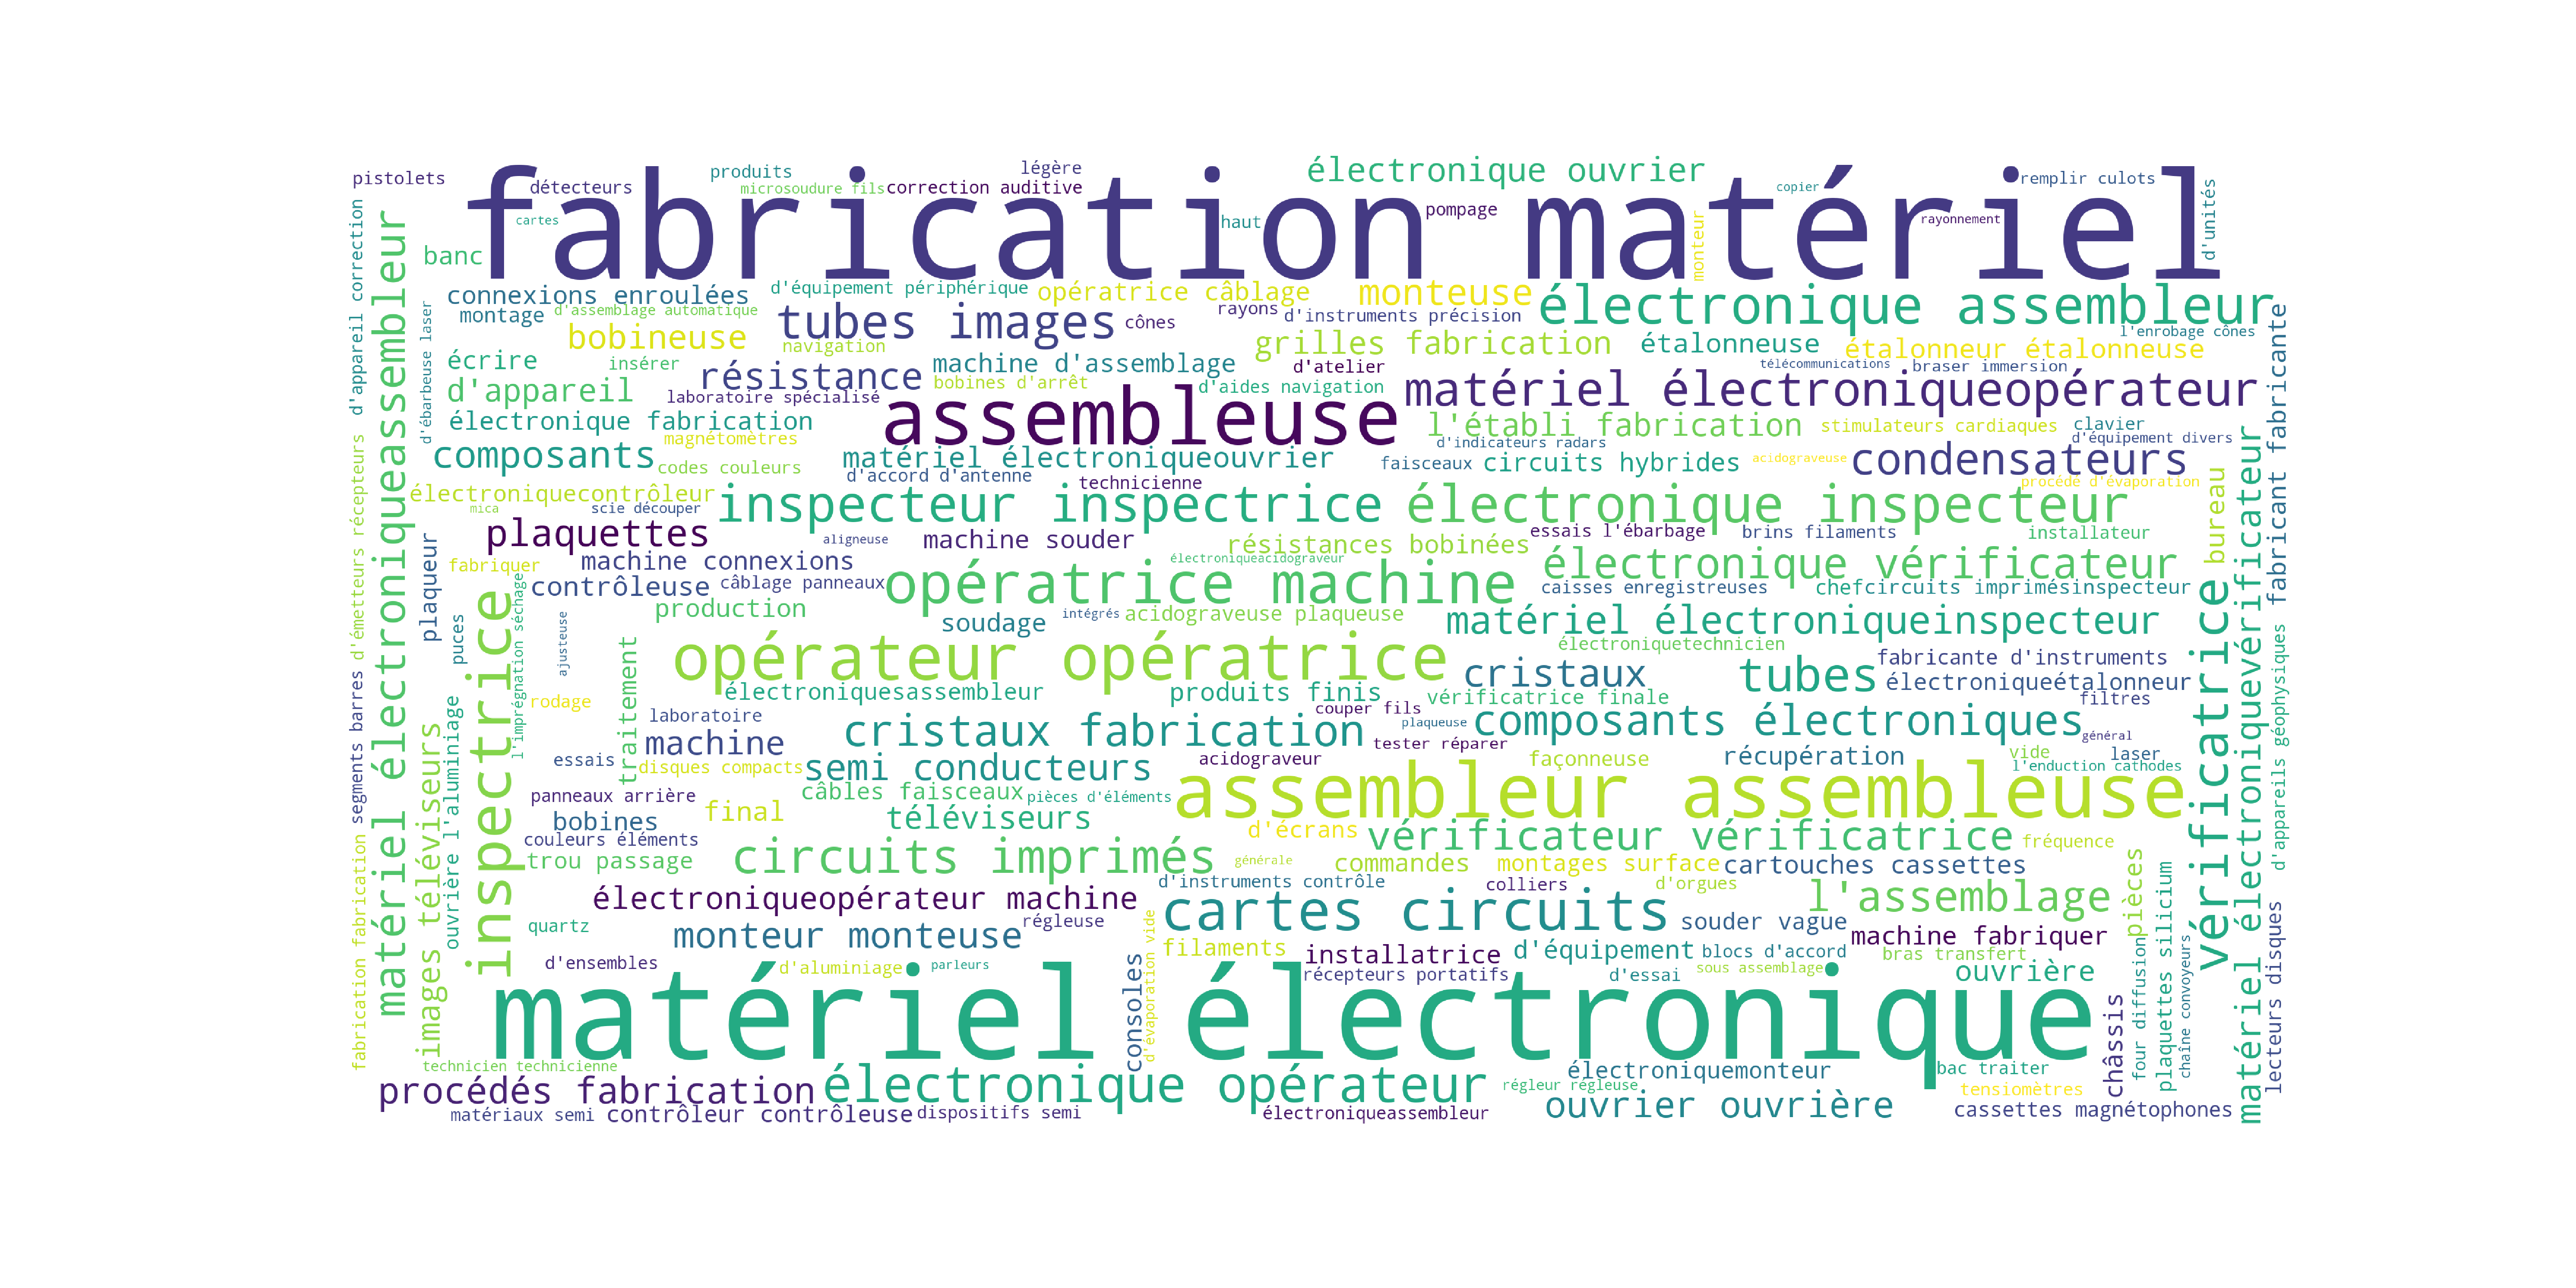 fabrication matériel
électronique ouvrier
pistolets
détecteurs
produits
microsoudure fils
correction auditive
légère
copier
remplir culots
cartes
haut
pompage
rayonnement
monteur
d'unités
banc
connexions enroulées
d'équipement périphérique
opératrice câblage
monteuse
électronique assembleur
montage
d'assemblage automatique
tubes images
cônes
rayons
d'instruments précision
l'enrobage cônes
bobineuse
navigation
grilles fabrication
étalonneuse
étalonneur étalonneuse
écrire
insérer
résistance
machine d'assemblage
d'atelier
télécommunications
braser immersion
d'appareil
laboratoire spécialisé
bobines d'arrêt
d'aides navigation
matériel électroniqueopérateur
assembleuse
électronique fabrication
magnétomètres
l'établi fabrication
stimulateurs cardiaques
clavier
d'indicateurs radars
d'équipement divers
composants
codes couleurs
matériel électroniqueouvrier
faisceaux
circuits hybrides
acidograveuse
condensateurs
d'accord d'antenne
technicienne
procédé d'évaporation
électroniquecontrôleur
inspecteur inspectrice
électronique inspecteur
mica
scie découper
plaquettes
aligneuse
machine souder
résistances bobinées
essais l'ébarbage
brins filaments
installateur
fabriquer
machine connexions
électroniqueacidograveur
électronique vérificateur
contrôleuse
câblage panneaux
opératrice machine
caisses enregistreuses
chefcircuits imprimésinspecteur
production
soudage
intégrés
acidograveuse plaqueuse
matériel électroniqueinspecteur
opérateur opératrice
électroniquetechnicien
cristaux
tubes
fabricante d'instruments
électroniqueétalonneur
électroniquesassembleur
produits finis
vérificatrice finale
filtres
rodage
laboratoire
couper fils
plaqueuse
composants électroniques
général
machine
cristaux fabrication
tester réparer
essais
disques compacts
semi conducteurs
acidograveur
façonneuse
récupération
vide
laser
l'enduction cathodes
panneaux arrière
final
câbles faisceaux
pièces d'éléments
assembleur assembleuse
bobines
téléviseurs
d'écrans
vérificateur vérificatrice
fréquence
couleurs éléments
trou passage
circuits imprimés
générale
commandes
montages surface
cartouches cassettes
électroniqueopérateur machine
d'instruments contrôle
colliers
d'orgues
l'assemblage
quartz
monteur monteuse
régleuse
cartes circuits
souder vague
machine fabriquer
filaments
installatrice
d'équipement
blocs d'accord
bras transfert
d'ensembles
d'aluminiage
parleurs
récepteurs portatifs
d'essai
sous assemblage
ouvrière
matériel électronique
technicien technicienne
électroniquemonteur
bac traiter
procédés fabrication
électronique opérateur
régleur régleuse
tensiomètres
matériaux semi
contrôleur contrôleuse
dispositifs semi
électroniqueassembleur
ouvrier ouvrière
cassettes magnétophones
d'appareil correction
d'émetteurs récepteurs
segments barres
fabrication fabrication
matériel électroniqueassembleur
d'ébarbeuse laser
plaqueur
puces
images téléviseurs
ouvrière l'aluminiage
inspectrice
l'imprégnation séchage
ajusteuse
traitement
consoles
d'évaporation vide
châssis
pièces
four diffusion
plaquettes silicium
chaîne convoyeurs
vérificatrice
bureau
matériel électroniquevérificateur
fabricant fabricante
d'appareils géophysiques
lecteurs disques